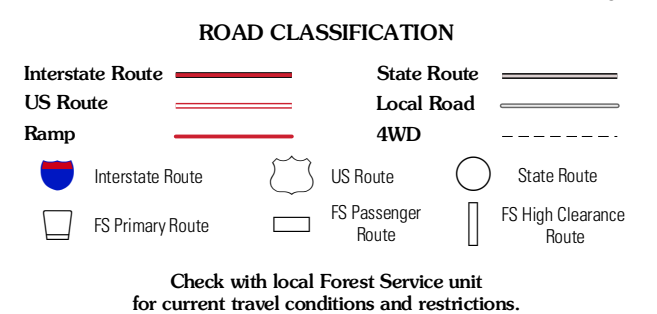 ROAD CLASSIFICATION
Interstate Route
State Route
US Route
Local Road
Ramp
4WD
Interstate Route
US Route
State Route
FS Primary Route
FS Passenger
Route
FS High Clearance
Route
Check with local Forest Service unit
for current travel conditions and restrictions.